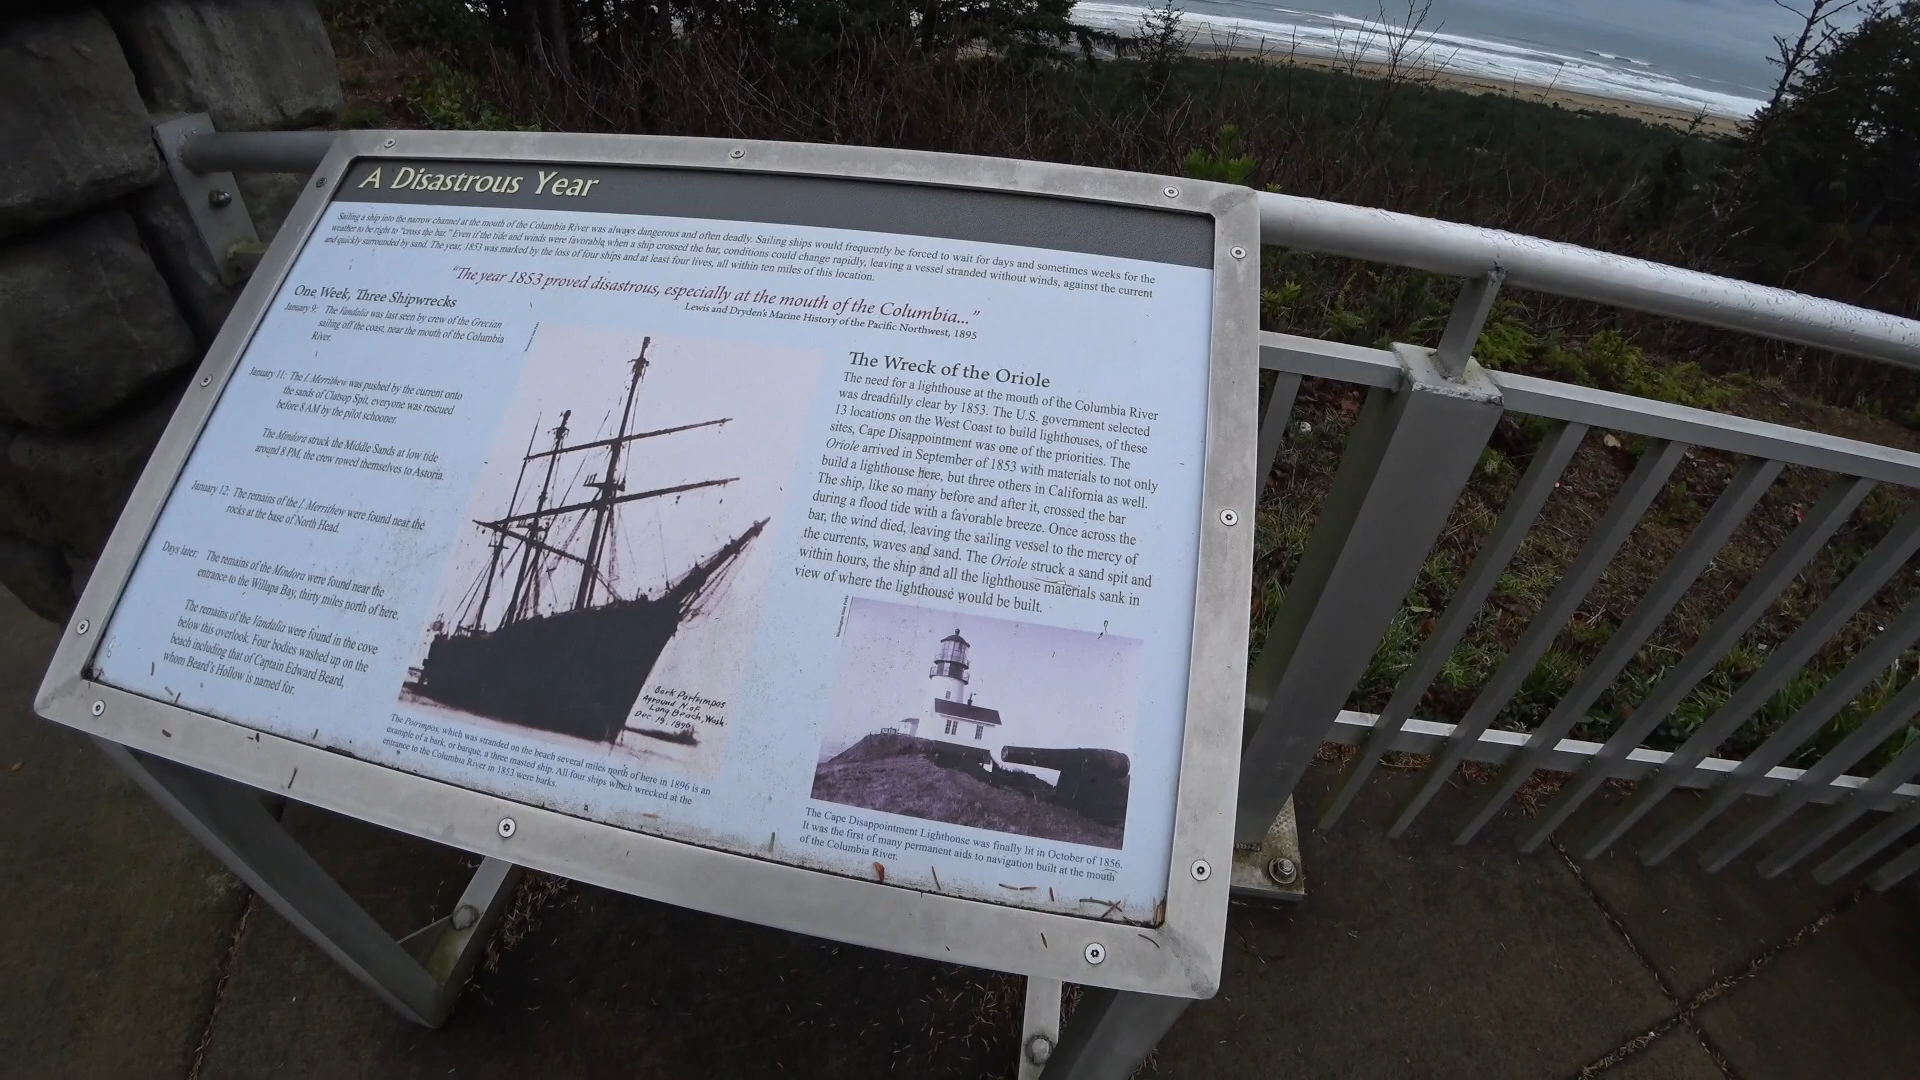 A Disastrous Year
Sailing a ship into the narrow channel at the mouth of the Columbia River was always dangerous and often deadly. Sailing ships would frequently be forced to wait for days and sometimes weeks for the
weather to be right to "cross the bar." Even if the tide and winds were favorable when a ship crossed the bar, conditions could change rapidly, leaving a vessel stranded without winds, against the current
and quickly surrounded by sand. The year, 1853 was marked by the loss of four ships and at least four lives, all within ten miles of this location.
"The year 1853 proved disastrous, especially at the mouth of the Columbia..."
Lewis and Dryden's Marine History of the Pacific Northwest, 1895
One Week, Three Shipwrecks
January 9: The Vandalia was last seen by crew of the Grecian
sailing off the coast, near the mouth of the Columbia
River.
January 11: The J. Merrithew was pushed by the current onto
the sands of Clatsop Spit, everyone was rescued
before 8 AM by the pilot schooner.
The Mindora struck the Middle Sands at low tide
around 8 PM, the crew rowed themselves to Astoria.
January 12: The remains of the J. Merrithew were found near the
rocks at the base of North Head.
Days later: The remains of the Mindora were found near the
entrance to the Willapa Bay, thirty miles north of here.
The remains of the Vandalia were found in the cove
below this overlook. Four bodies washed up on the
beach including that of Captain Edward Beard,
whom Beard's Hollow is named for.
Bark Potrimpos
Aground N. of
Long Beach, Wash.
Dec 19, 1896
The Potrimpos, which was stranded on the beach several miles north of here in 1896 is an
example of a bark, or barque, a three masted ship. All four ships which wrecked at the
entrance to the Columbia River in 1853 were barks.
The Wreck of the Oriole
The need for a lighthouse at the mouth of the Columbia River
was dreadfully clear by 1853. The U.S. government selected
13 locations on the West Coast to build lighthouses, of these
sites, Cape Disappointment was one of the priorities. The
Oriole arrived in September of 1853 with materials to not only
build a lighthouse here, but three others in California as well.
The ship, like so many before and after it, crossed the bar
during a flood tide with a favorable breeze. Once across the
bar, the wind died, leaving the sailing vessel to the mercy of
the currents, waves and sand. The Oriole struck a sand spit and
within hours, the ship and all the lighthouse materials sank in
view of where the lighthouse would be built.
The Cape Disappointment Lighthouse was finally lit in October of 1856.
It was the first of many permanent aids to navigation built at the mouth
of the Columbia River.